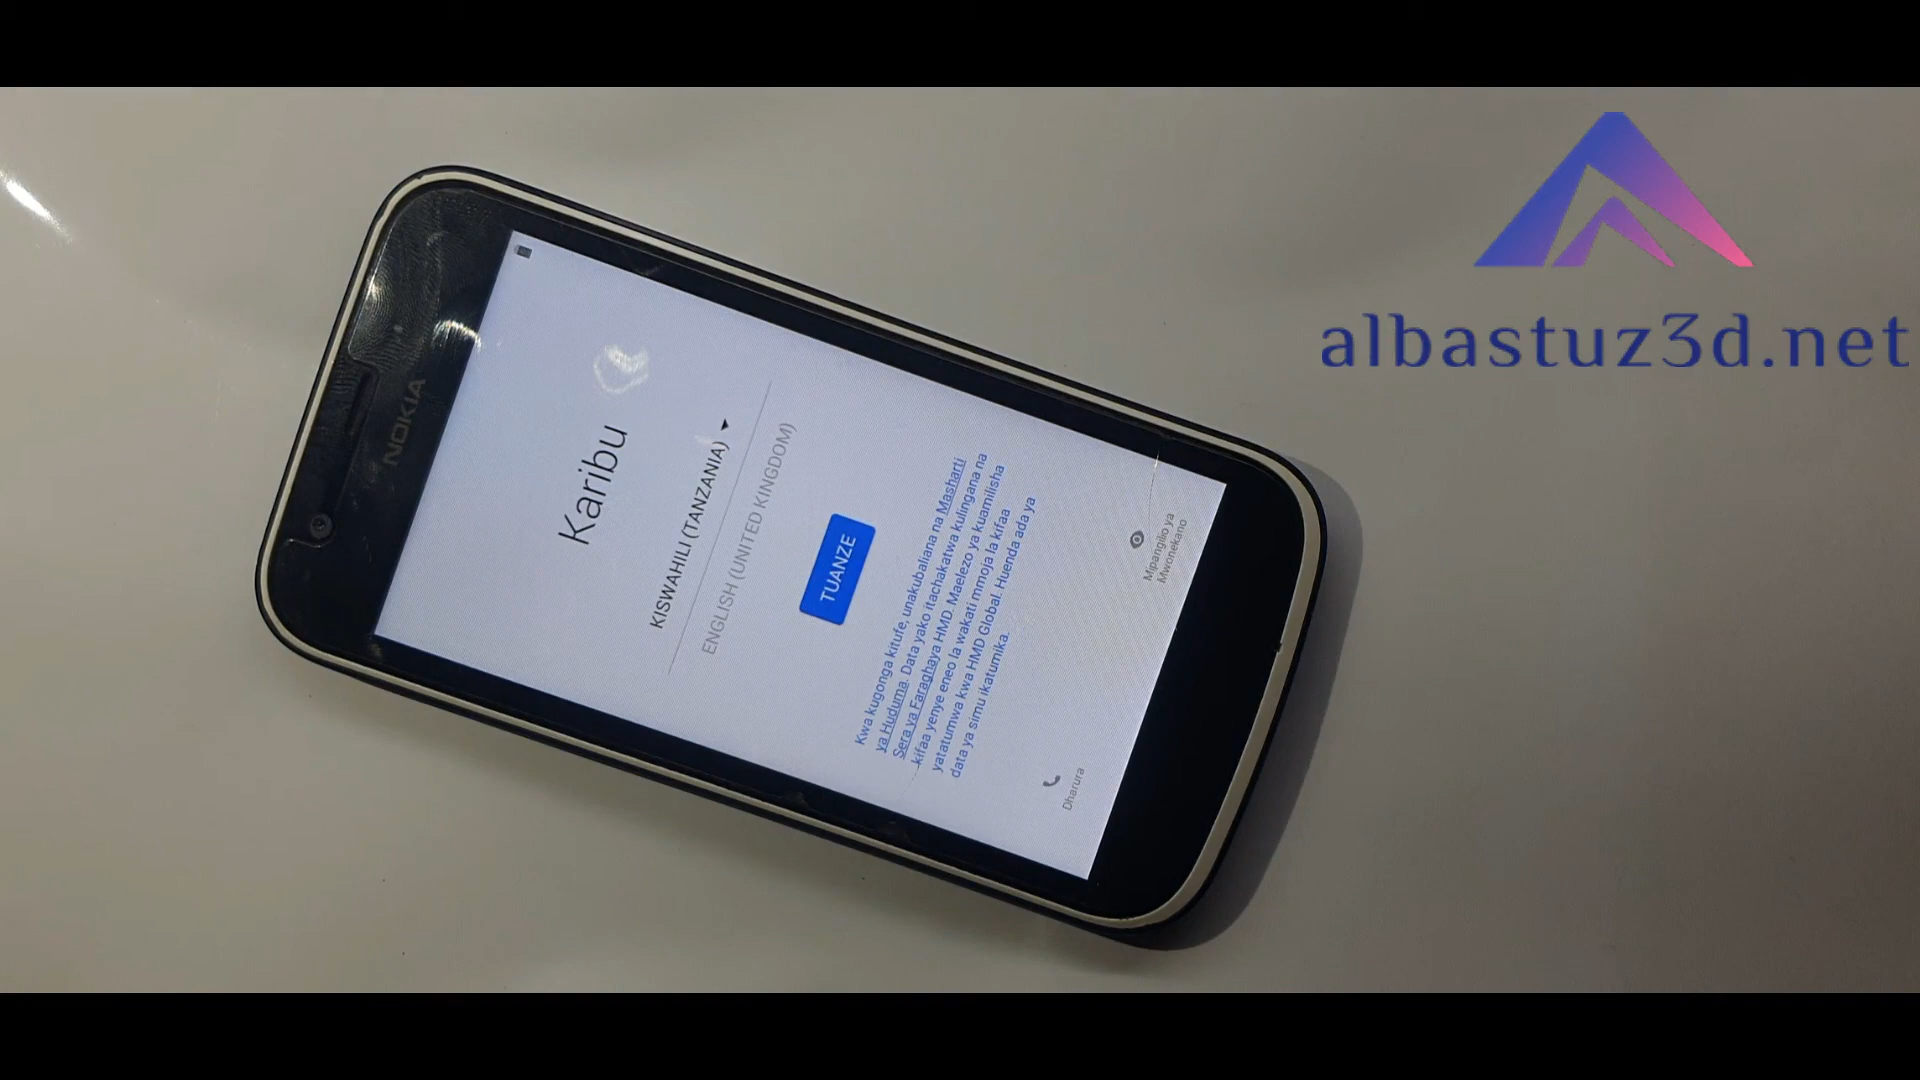 albastuz3d.net
NOKIA
Karibu
KISWAHILI (TANZANIA)
ENGLISH (UNITED KINGDOM)
TUANZE
Kwa kugonga kitufe, unakubaliana na Masharti
ya Huduma. Data yako itachakatwa kulingana na
Sera ya Faraghaya HMD. Maelezo ya kuamilisha
kifaa yenye eneo la wakati mmoja la kifaa
yatatumwa kwa HMD Global. Huenda ada ya
data ya simu ikatumika.
Dharura
Mipangilio ya
Mwonekano